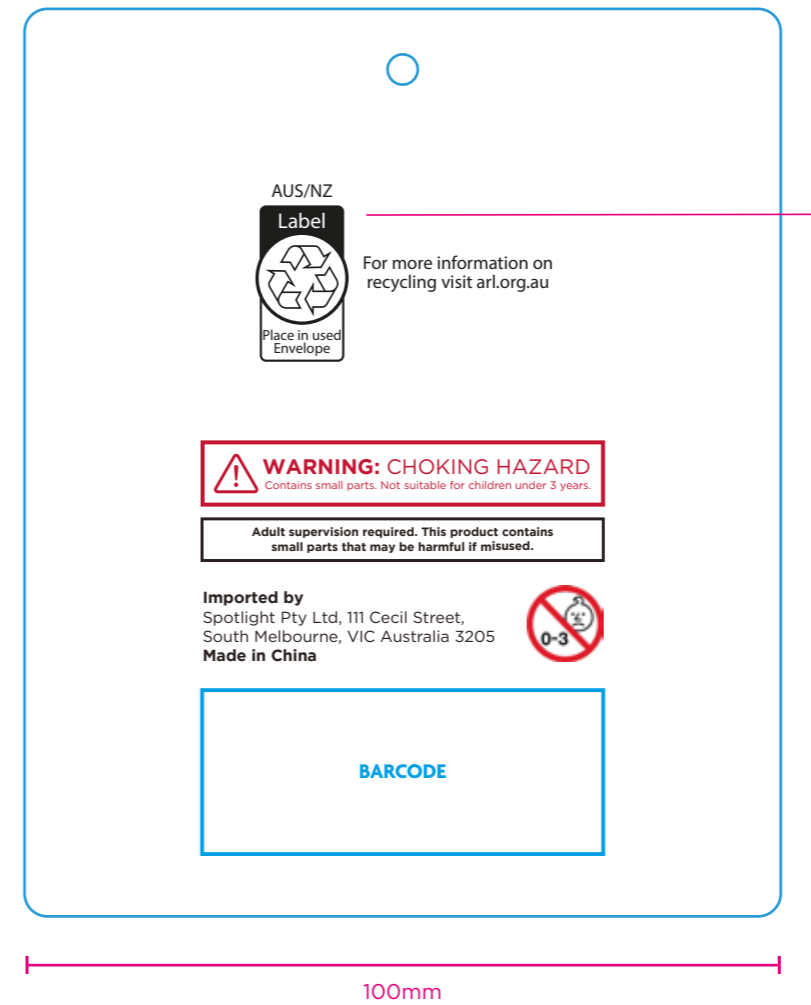 AUS/NZ
Label
Place in used
Envelope
For more information on
recycling visit arl.org.au
WARNING: CHOKING HAZARD
Contains small parts. Not suitable for children under 3 years.
Adult supervision required. This product contains
small parts that may be harmful if misused.
Imported by
Spotlight Pty Ltd, 111 Cecil Street,
South Melbourne, VIC Australia 3205
Made in China
0-3
BARCODE
100mm